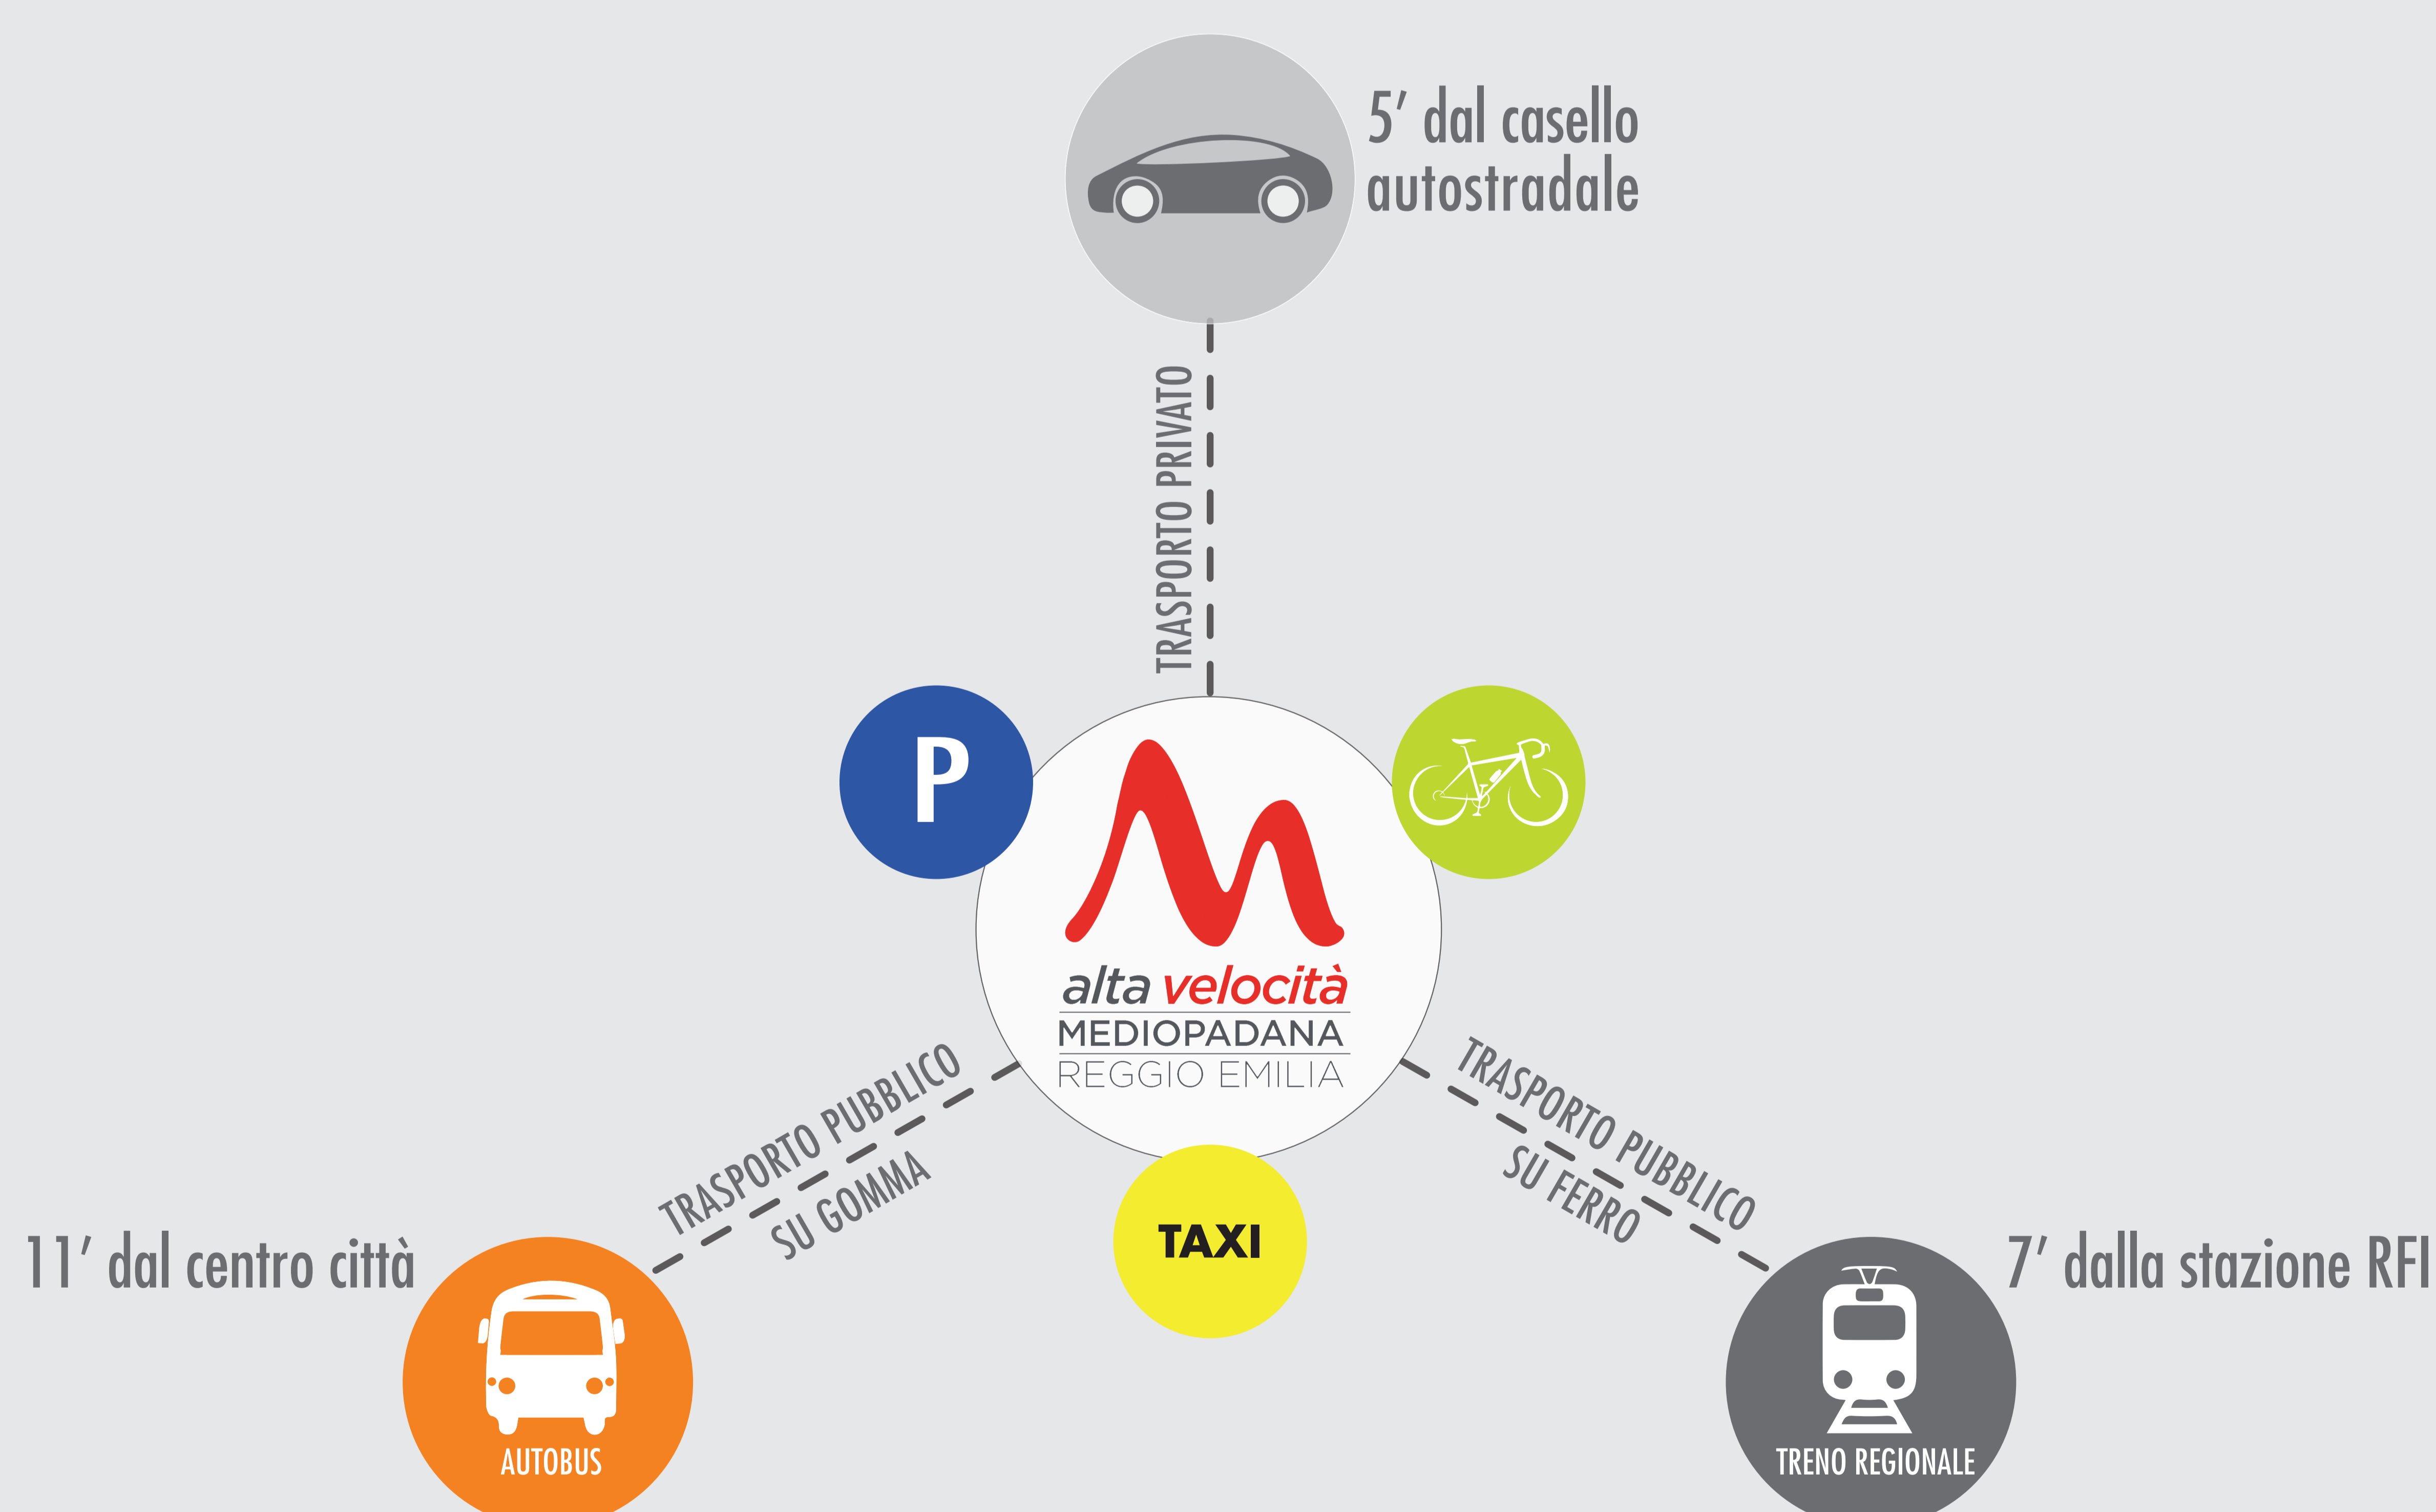 5’ dal casello
autostradale
TRASPORTO PRIVATO
P
alta velocità
MEDIOPADANA
REGGIO EMILIA
TRASPORTO PUBBLICO
SU GOMMA
TRASPORTO PUBBLICO
SU FERRO
TAXI
11’ dal centro città
7’ dalla stazione RFI
AUTOBUS
TRENO REGIONALE